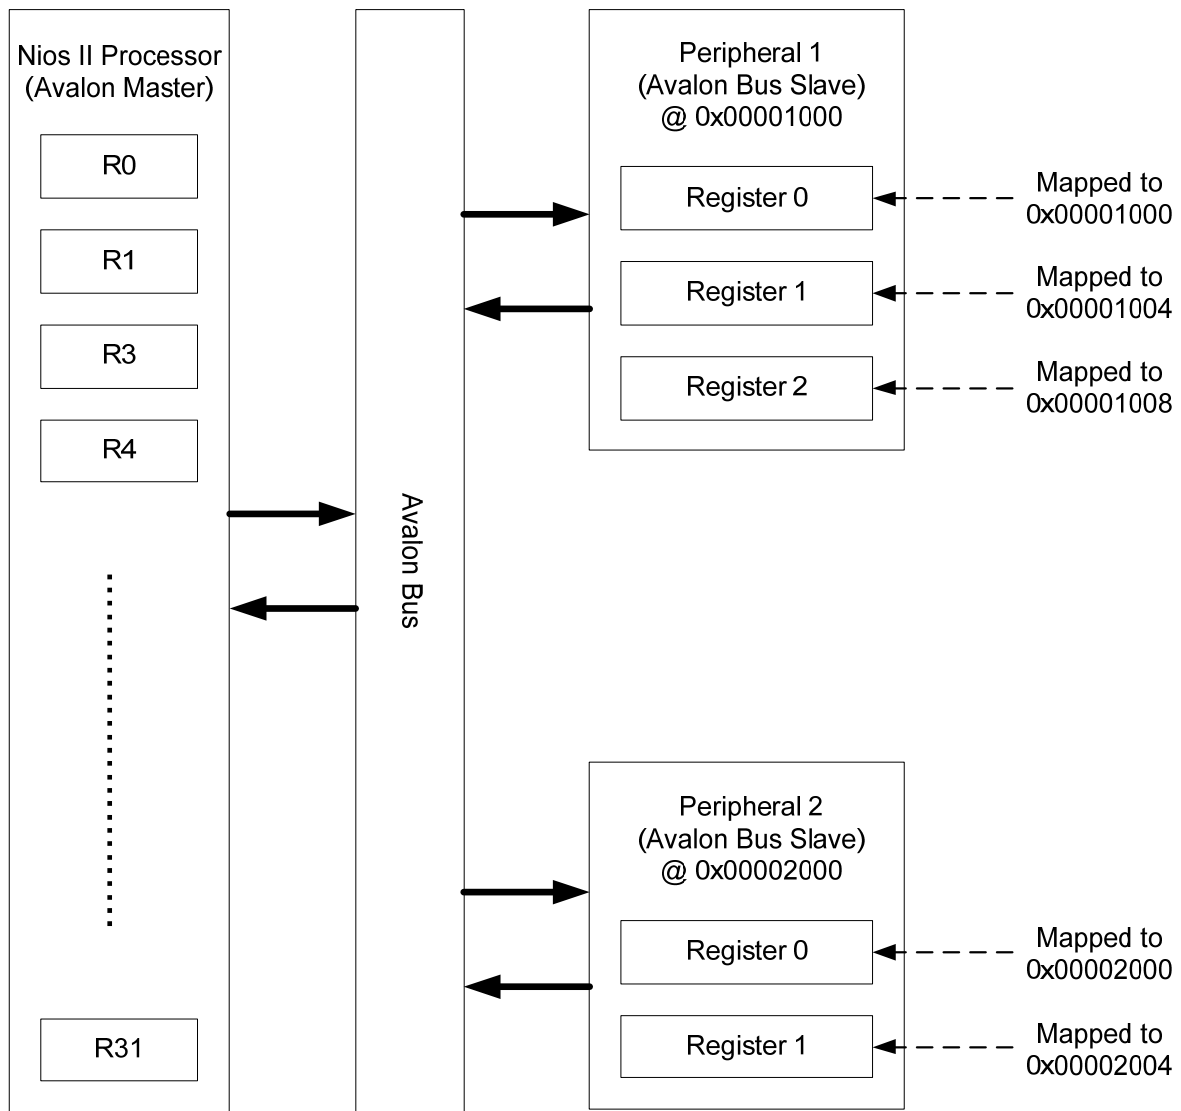 Nios II Processor
(Avalon Master)
R0
R1
R3
R4
R31
Avalon Bus
Peripheral 1
(Avalon Bus Slave)
@ 0x00001000
Register 0
Mapped to
0x00001000
Register 1
Mapped to
0x00001004
Register 2
Mapped to
0x00001008
Peripheral 2
(Avalon Bus Slave)
@ 0x00002000
Register 0
Mapped to
0x00002000
Register 1
Mapped to
0x00002004